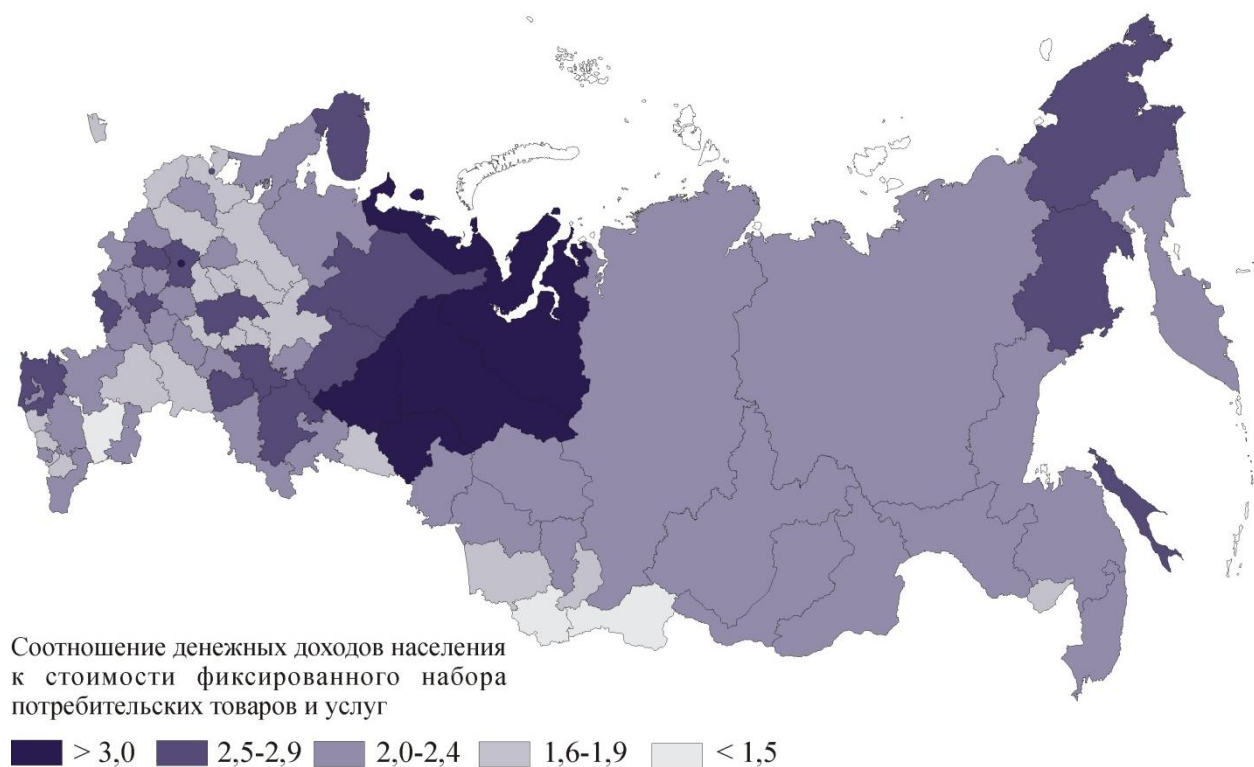 Соотношение денежных доходов населения
к стоимости фиксированного набора
потребительских товаров и услуг
> 3,0 2,5-2,9 2,0-2,4 1,6-1,9 < 1,5